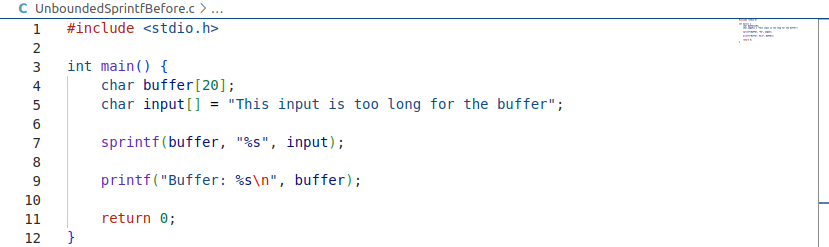 C UnboundedSprintfBefore.c > ...
1 #include <stdio.h>
2
3 int main() {
4     char buffer[20];
5     char input[] = "This input is too long for the buffer";
6
7     sprintf(buffer, "%s", input);
8
9     printf("Buffer: %s\n", buffer);
10
11     return 0;
12 }